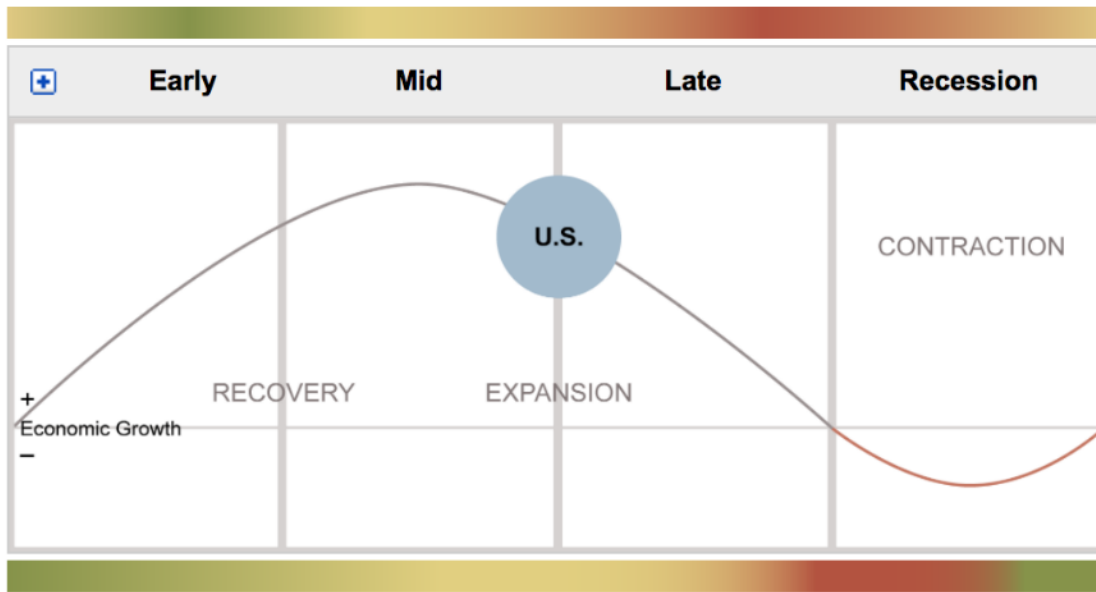 Early Mid Late Recession
U.S.
CONTRACTION
RECOVERY EXPANSION
+
Economic Growth
–